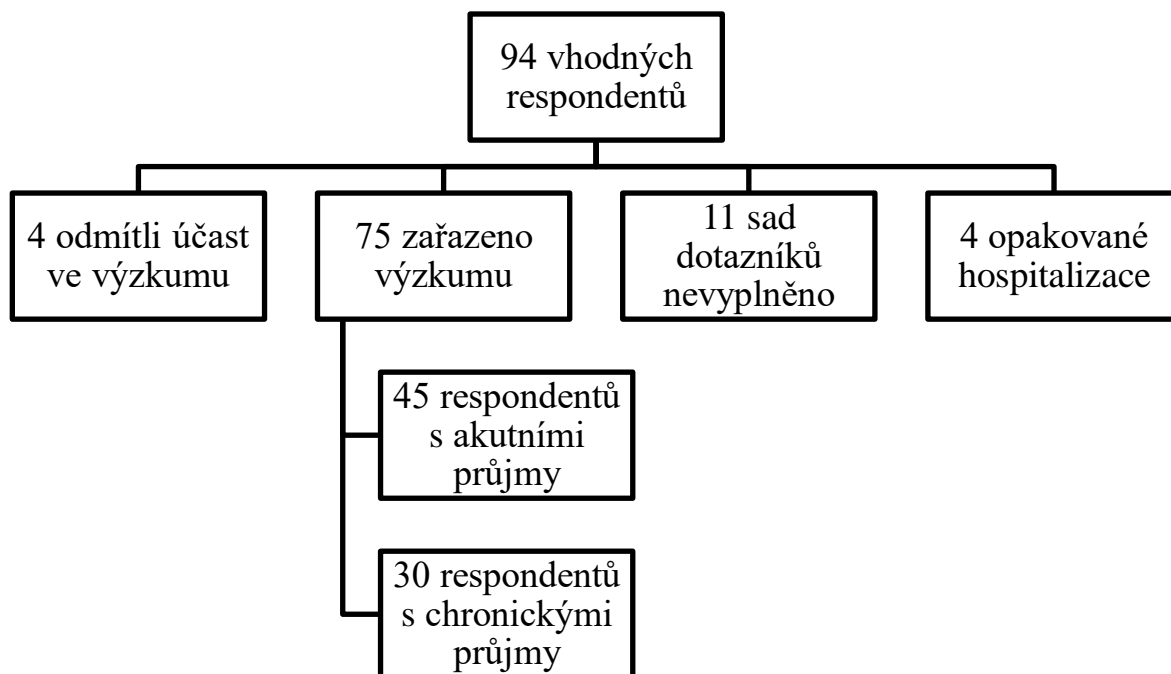 94 vhodných
respondentů
4 odmítli účast
ve výzkumu
75 zařazeno
výzkumu
11 sad
dotazníků
nevyplněno
4 opakované
hospitalizace
45 respondentů
s akutními
průjmy
30 respondentů
s chronickými
průjmy